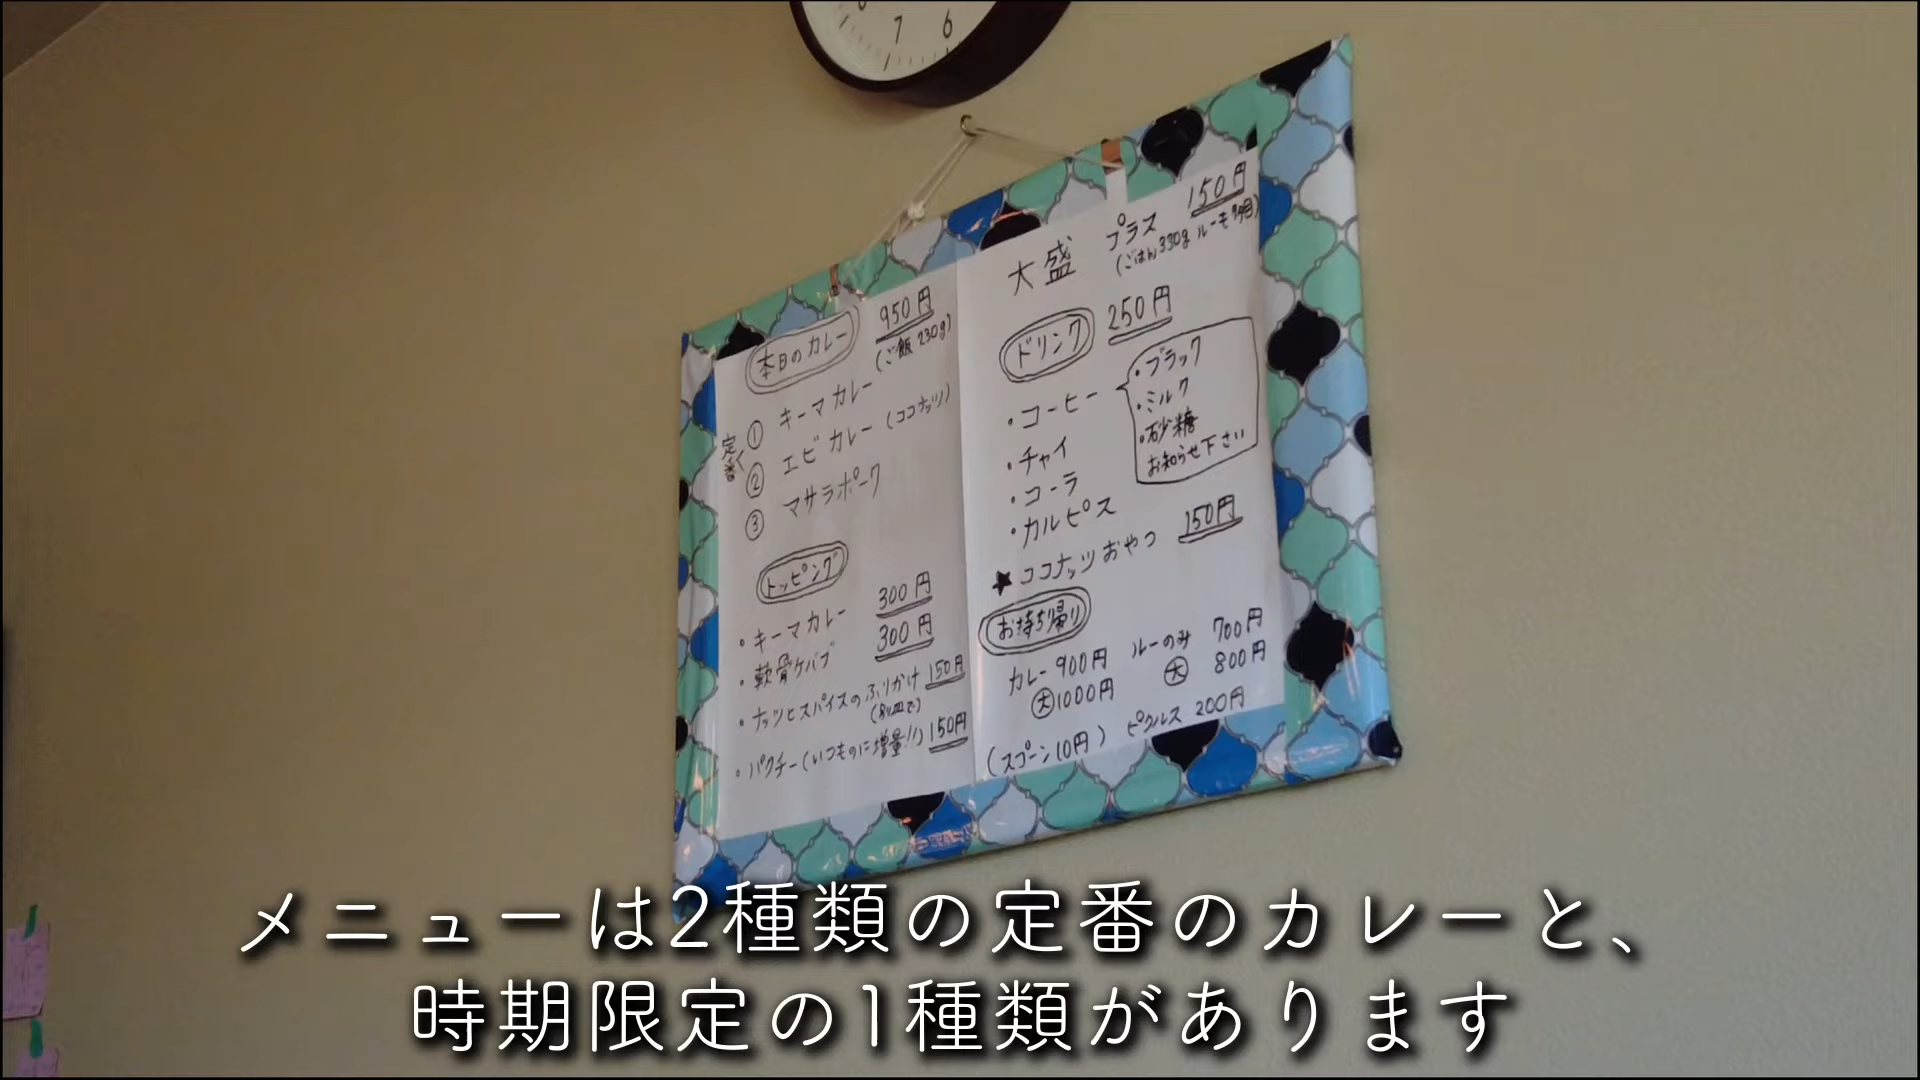 7 6
本日のカレー 950円
(ご飯 230g)
定番
① キーマカレー
② エビカレー (ココナッツ)
③ マサラポーク
トッピング
・キーマカレー 300円
・軟骨ケバブ 300円
・ナッツとスパイスのふりかけ 150円
(別皿で)
・パクチー(いつもの に増量!!) 150円
大盛 プラス 150円
(ごはん330g ルーも増)
ドリンク 250円
・コーヒー
・ブラック
・ミルク
・砂糖
お知らせ下さい
・チャイ
・コーラ
・カルピス
★ココナッツおやつ 150円
お持ち帰り
カレー 900円 ルーのみ 700円
大 1000円 大 800円
(スプーン10円) ピクルス 200円
メニューは2種類の定番のカレーと、
時期限定の1種類があります